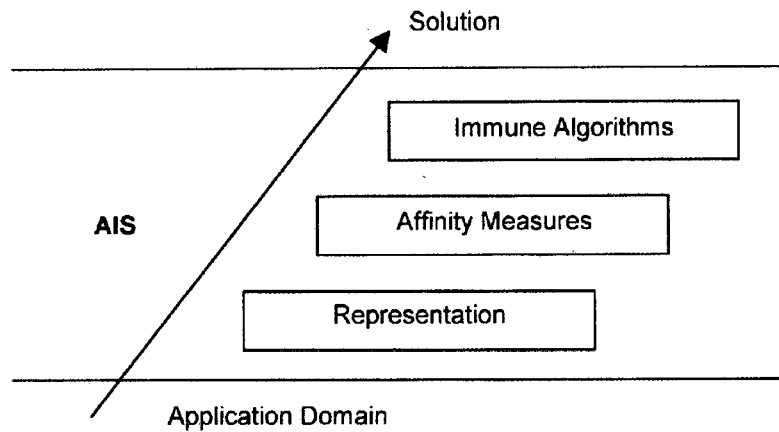 Solution
Immune Algorithms
Affinity Measures
AIS
Representation
Application Domain